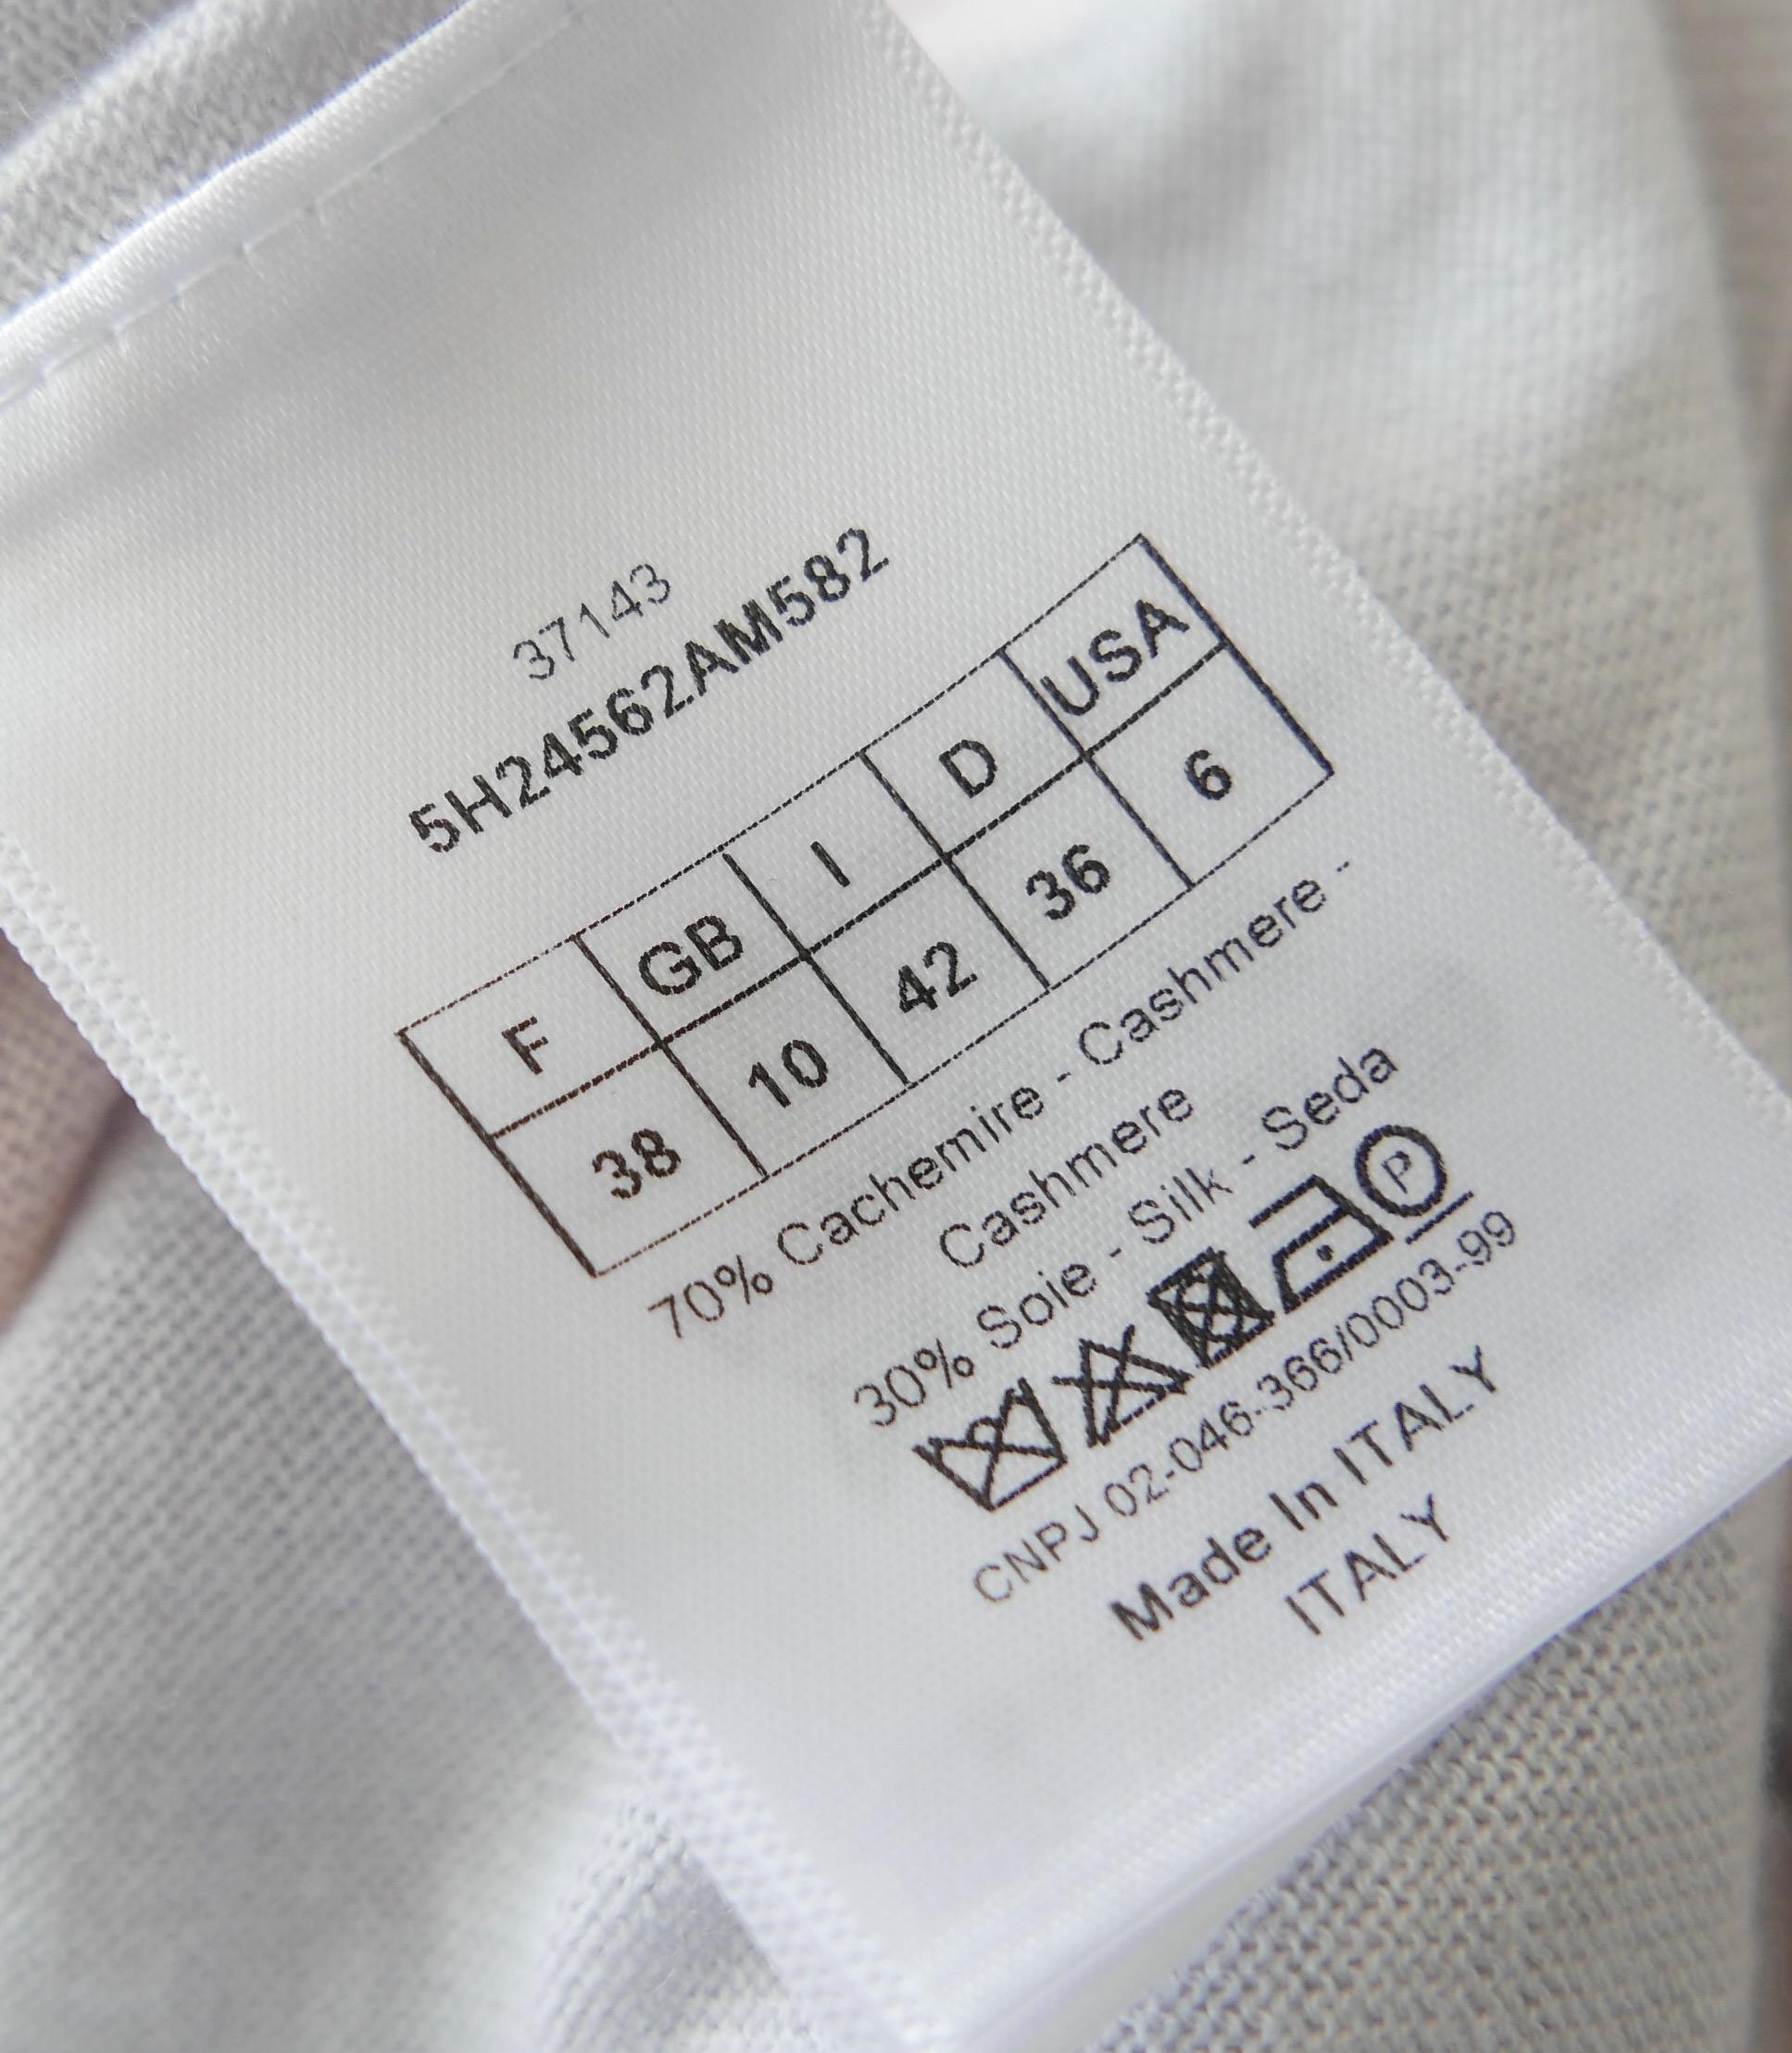 37143
5H24562AM582
F GB I D USA
38 10 42 36 6
70% Cachemire - Cashmere -
Cashmere
30% Soie - Silk - Seda
P
CNPJ 02-046-366/0003-99
Made In ITALY
ITALY